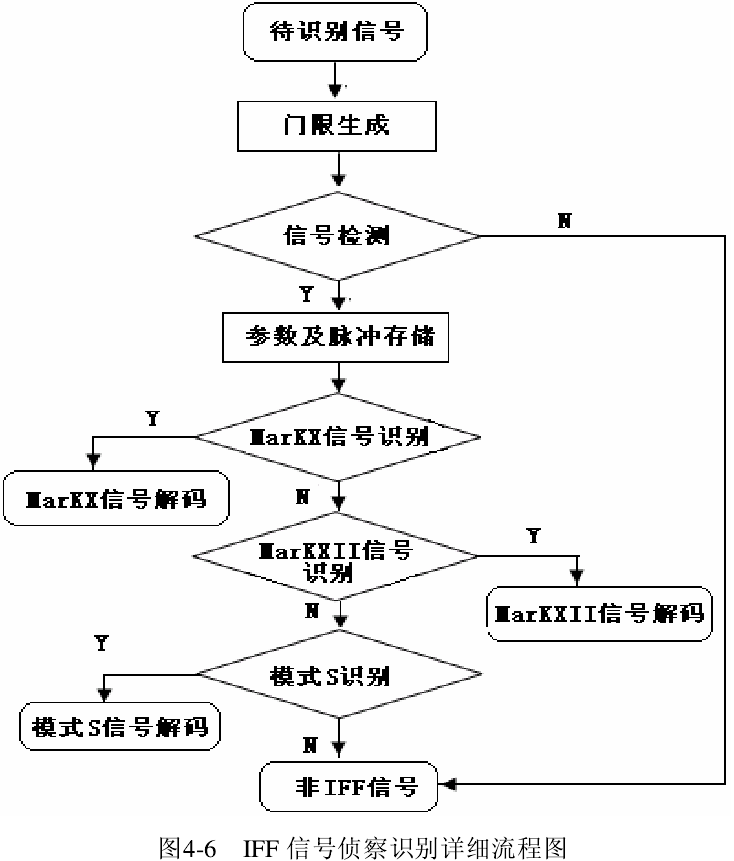 待识别信号
门限生成
信号检测
N
Y
参数及脉冲存储
MarKX信号识别
Y
MarKX信号解码
N
MarKXII信号
识别
Y
MarKXII信号解码
N
模式S识别
Y
模式S信号解码
N
非IFF信号
图4-6 IFF 信号侦察识别详细流程图